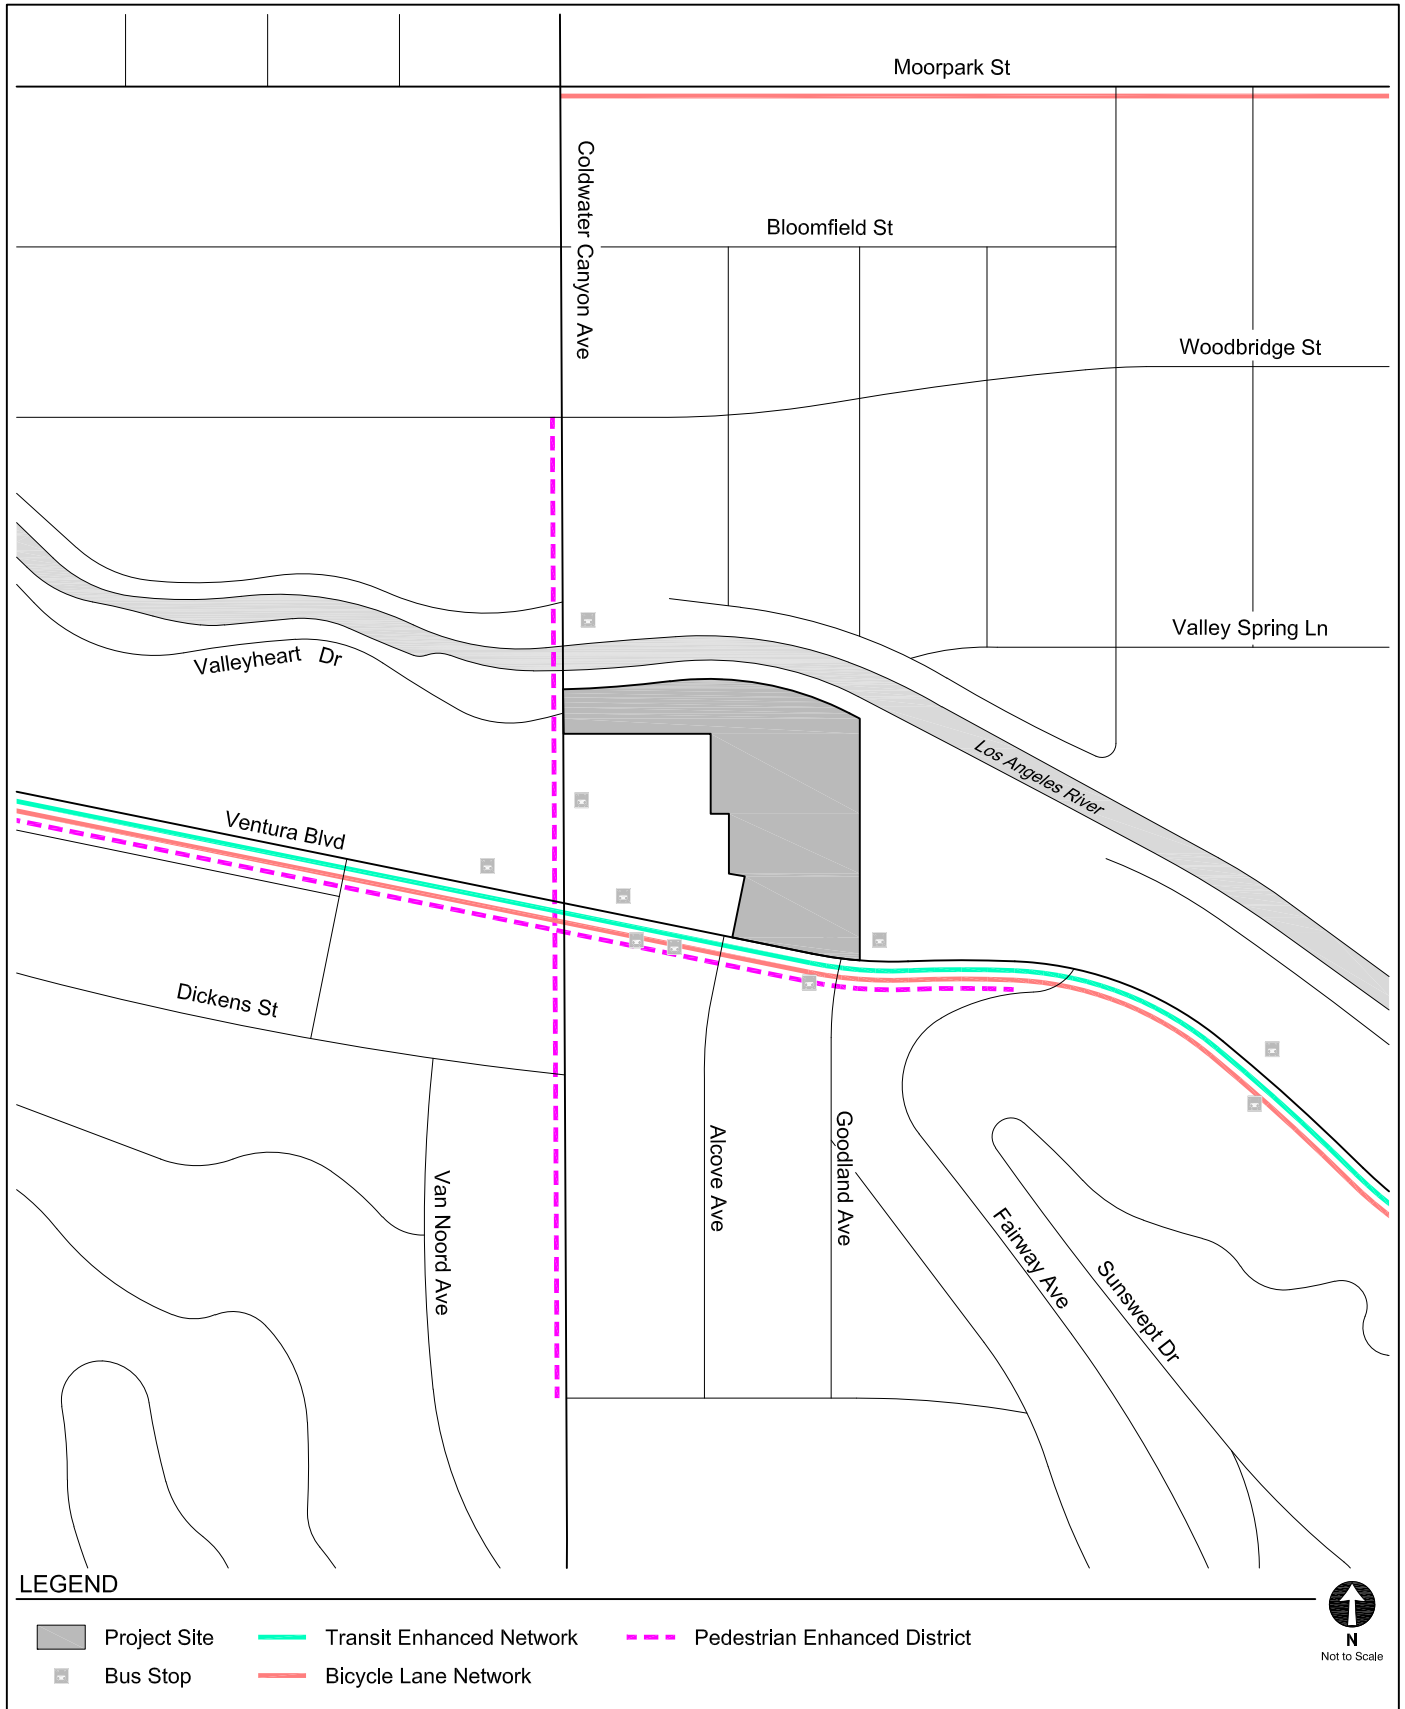 Moorpark St
Coldwater Canyon Ave
Bloomfield St
Woodbridge St
Valley Spring Ln
Valleyheart Dr
Los Angeles River
Ventura Blvd
Dickens St
Van Noord Ave
Alcove Ave
Goodland Ave
Fairway Ave
Sunswept Dr
LEGEND
Project Site
Transit Enhanced Network
Pedestrian Enhanced District
Bus Stop
Bicycle Lane Network
N
Not to Scale